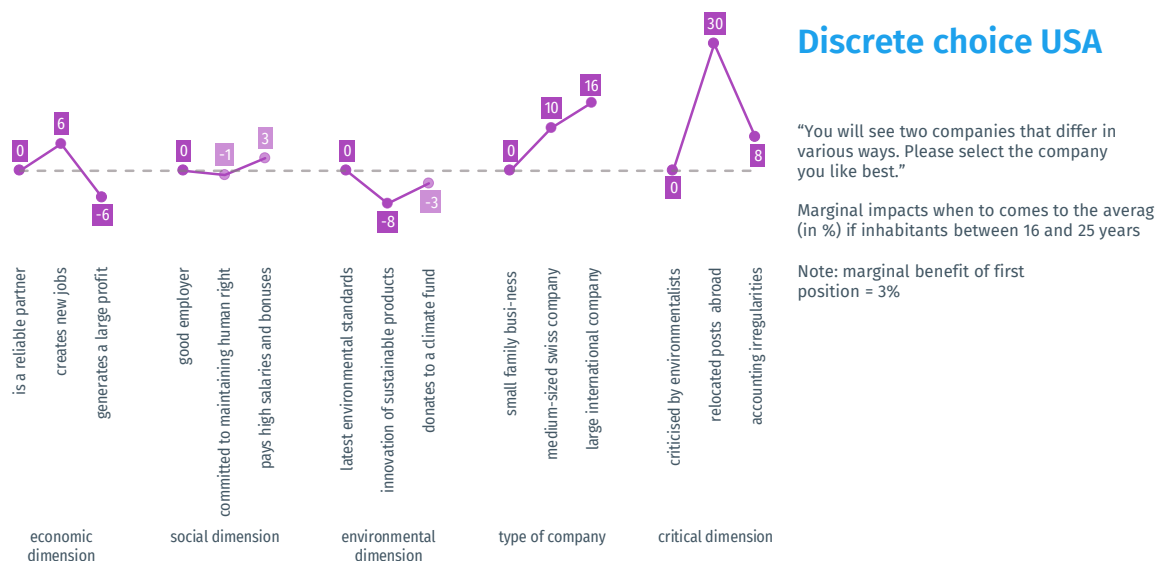 Discrete choice USA
“You will see two companies that differ in
various ways. Please select the company
you like best.”
Marginal impacts when to comes to the averag
(in %) if inhabitants between 16 and 25 years
Note: marginal benefit of first
position = 3%
0
6
-6
0
-1
3
0
-8
-3
0
10
16
0
30
8
is a reliable partner
creates new jobs
generates a large profit
good employer
committed to maintaining human right
pays high salaries and bonuses
latest environmental standards
innovation of sustainable products
donates to a climate fund
small family busi-ness
medium-sized swiss company
large international company
criticised by environmentalists
relocated posts abroad
accounting irregularities
economic
dimension
social dimension
environmental
dimension
type of company
critical dimension